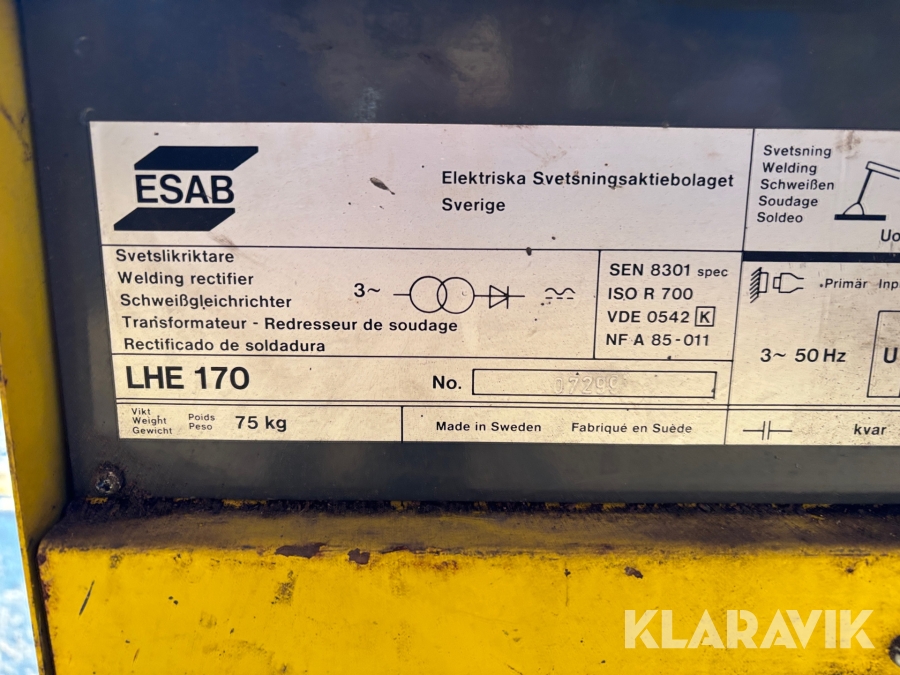 ESAB
Elektriska Svetsningsaktiebolaget
Sverige
Svetsning
Welding
Schweißen
Soudage
Soldeo
Uo
Svetslikriktare
Welding rectifier
Schweißgleichrichter
Transformateur - Redresseur de soudage
Rectificado de soldadura
3~
SEN 8301 spec
ISO R 700
VDE 0542 K
NF A 85-011
Primär Inp
3~ 50 Hz
U
LHE 170
No.
Vikt
Weight
Gewicht
Poids
Peso
75 kg
Made in Sweden Fabriqué en Suède
kvar
KLARAVIK